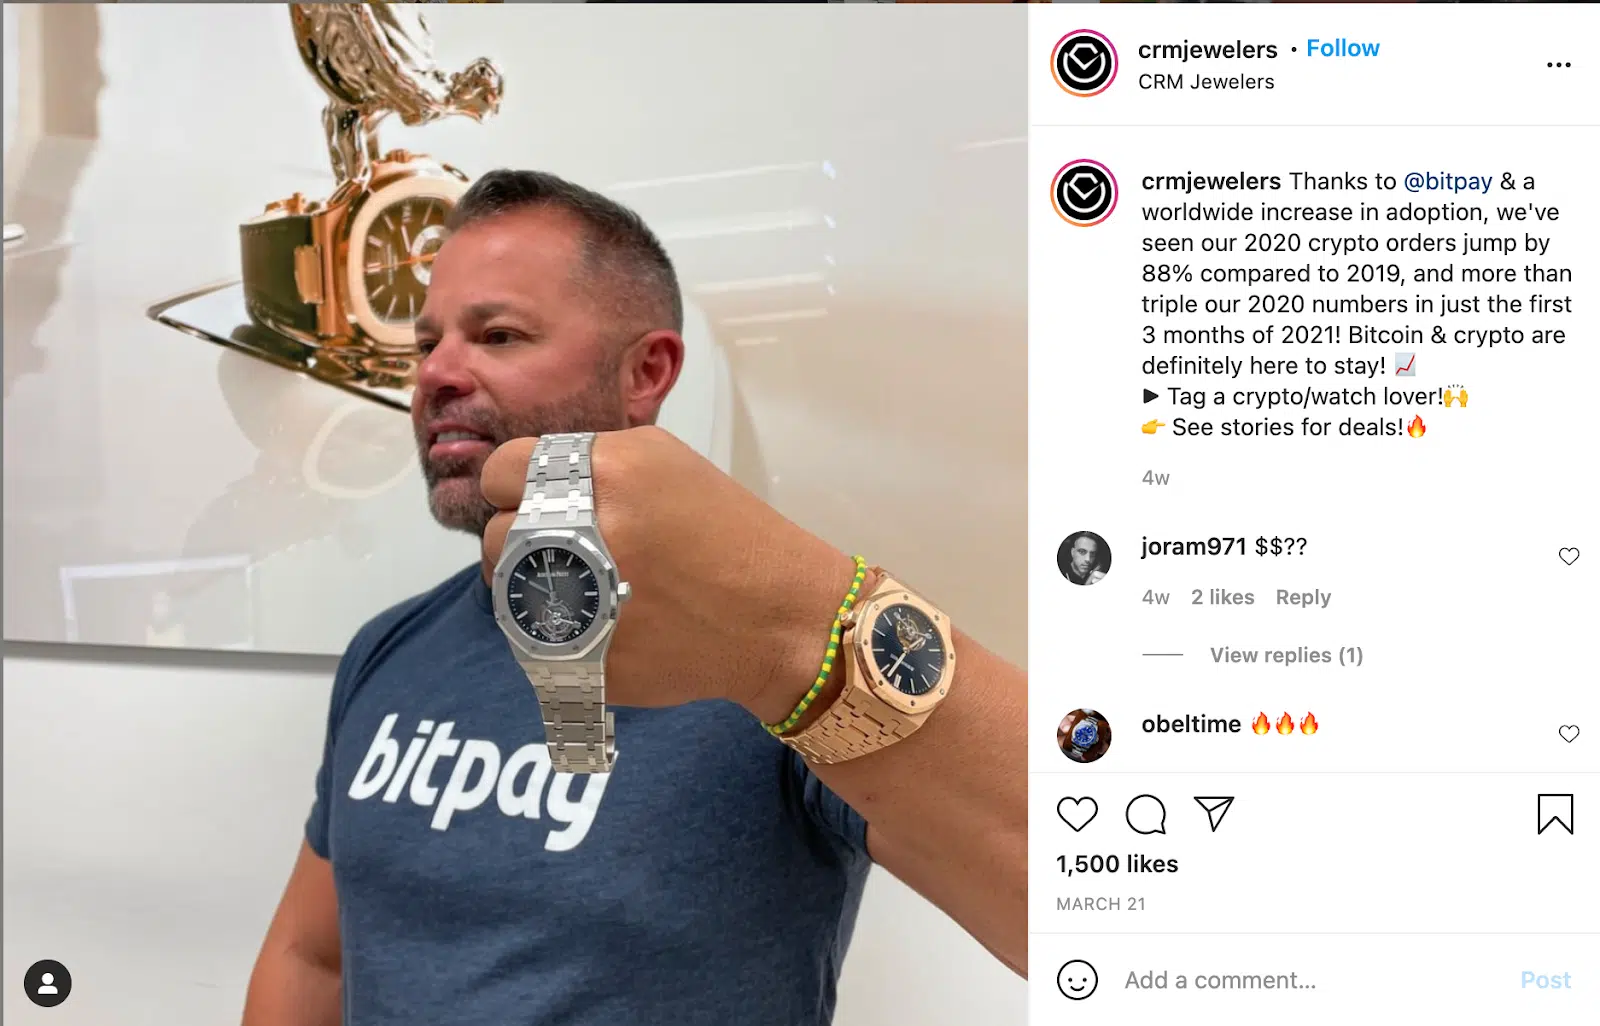 bitpay
AUDEMARS PIGUET
crmjewelers • Follow
CRM Jewelers
crmjewelers Thanks to @bitpay & a
worldwide increase in adoption, we've
seen our 2020 crypto orders jump by
88% compared to 2019, and more than
triple our 2020 numbers in just the first
3 months of 2021! Bitcoin & crypto are
definitely here to stay! 📈
▶ Tag a crypto/watch lover!🙌
👉 See stories for deals!🔥
4w
joram971 $$??
4w 2 likes Reply
View replies (1)
obeltime 🔥🔥🔥
1,500 likes
MARCH 21
Add a comment... Post